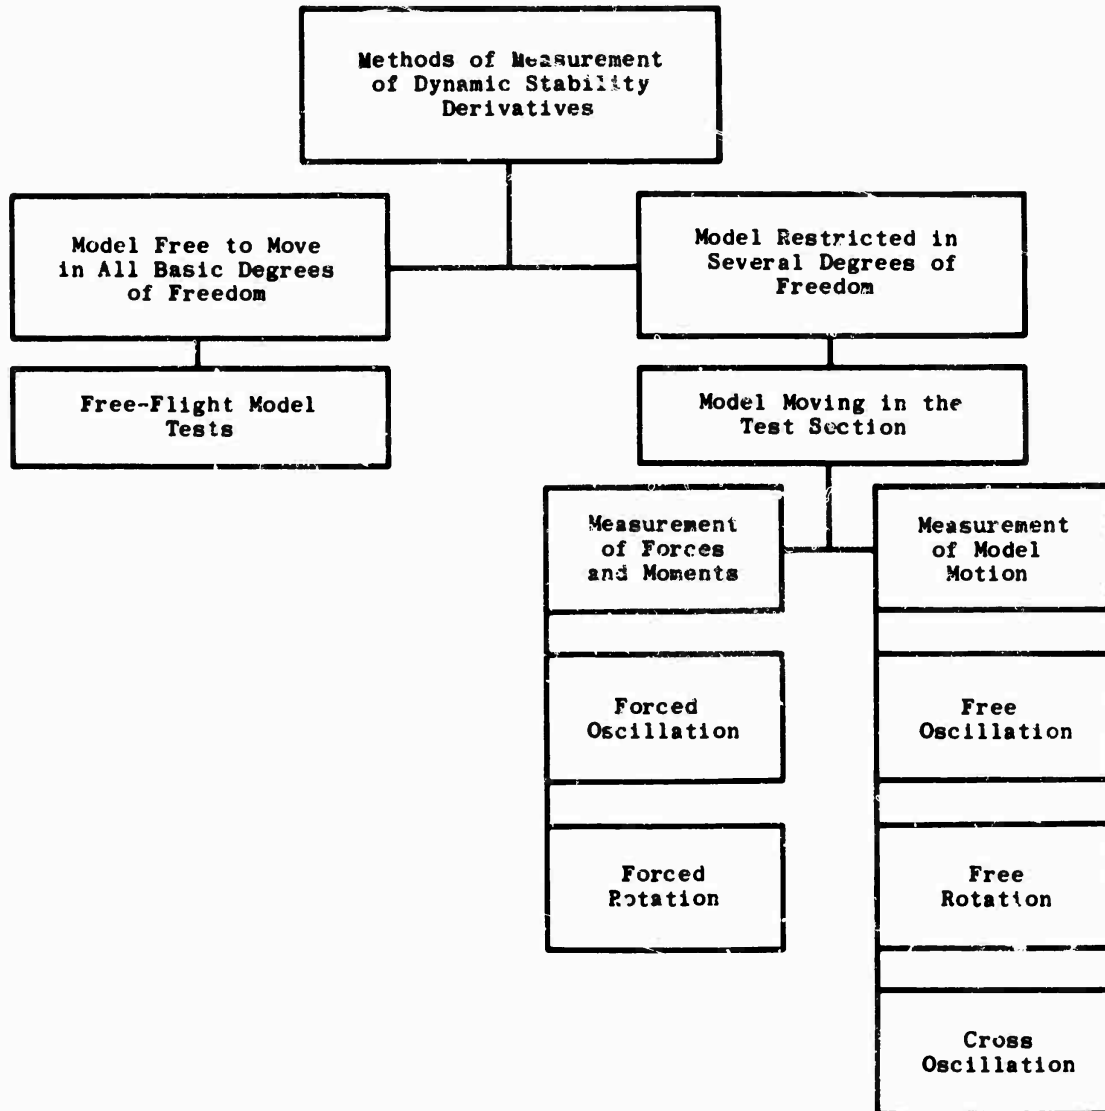 Methods of Measurement
of Dynamic Stability
Derivatives
Model Free to Move
in All Basic Degrees
of Freedom
Model Restricted in
Several Degrees of
Freedom
Free-Flight Model
Tests
Model Moving in the
Test Section
Measurement
of Forces
and Moments
Measurement
of Model
Motion
Forced
Oscillation
Free
Oscillation
Forced
Rotation
Free
Rotation
Cross
Oscillation